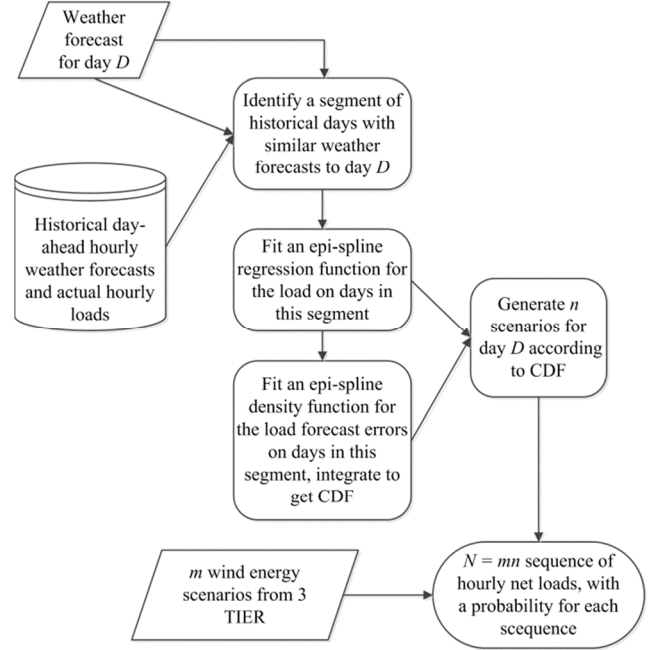 Weather
forecast
for day D
Identify a segment of
historical days with
similar weather
forecasts to day D
Historical day-
ahead hourly
weather forecasts
and actual hourly
loads
Fit an epi-spline
regression function for
the load on days in
this segment
Generate n
scenarios for
day D according
to CDF
Fit an epi-spline
density function for
the load forecast errors
on days in this
segment, integrate to
get CDF
m wind energy
scenarios from 3
TIER
N = mn sequence of
hourly net loads, with
a probability for each
scequence